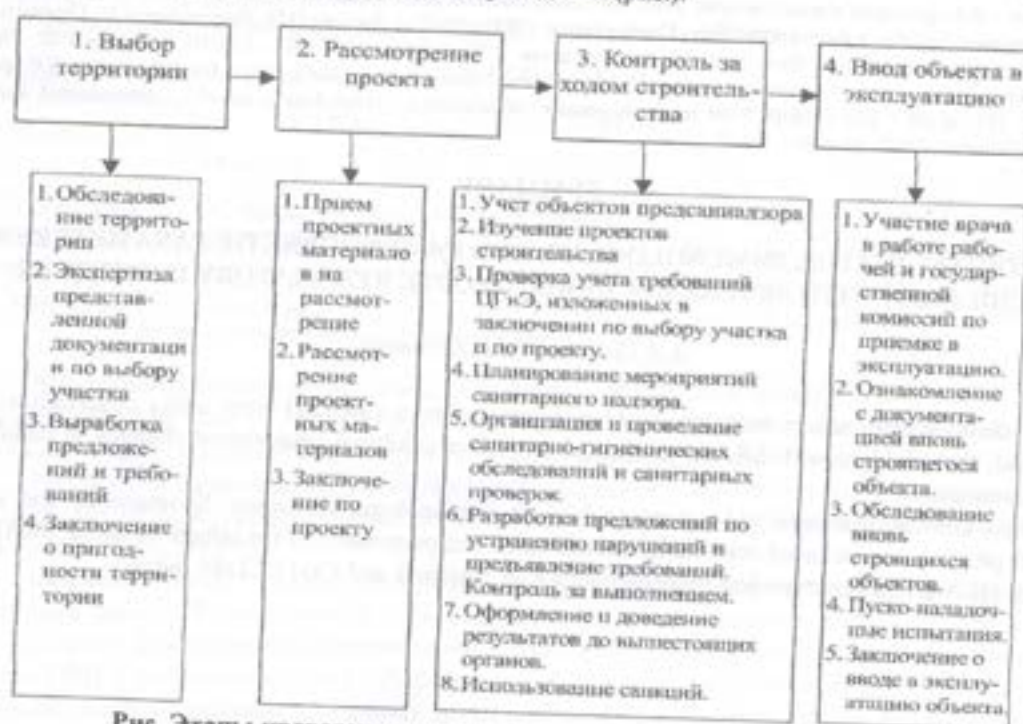 1. Выбор
территории
2. Рассмотрение
проекта
3. Контроль за
ходом строитель-
ства
4. Ввод объекта в
эксплуатацию
1. Обследова-
ние террито-
рии
2. Экспертиза
представ-
ленной
документаци
и по выбору
участка
3. Выработка
предложе-
ний и требо-
ваний
4. Заключение
о пригод-
ности терри-
тории
1. Прием
проектных
материало
в на
рассмот-
рение
2. Рассмот-
рение
проект-
ных ма-
териалов
3. Заключе-
ние по
проекту
1. Учет объектов предсаннадзора
2. Изучение проектов
строительства
3. Проверка учета требований
ЦГиЭ, изложенных в
заключении по выбору участка
и по проекту.
4. Планирование мероприятий
санитарного надзора.
5. Организация и проведение
санитарно-гигиенических
обследований и санитарных
проверок.
6. Разработка предложений по
устранению нарушений и
предъявление требований.
Контроль за выполнением.
7. Оформление и доведение
результатов до вышестоящих
органов.
8. Использование санкций.
1. Участие врача
в работе рабо-
чей и государ-
ственной
комиссий по
приемке в
эксплуатацию.
2. Ознакомление
с документа-
цией вновь
строящегося
объекта.
3. Обследование
вновь
строящихся
объектов.
4. Пуско-наладоч-
ные испытания.
5. Заключение о
вводе в эксплу-
атацию объекта.
Рис. Этапы